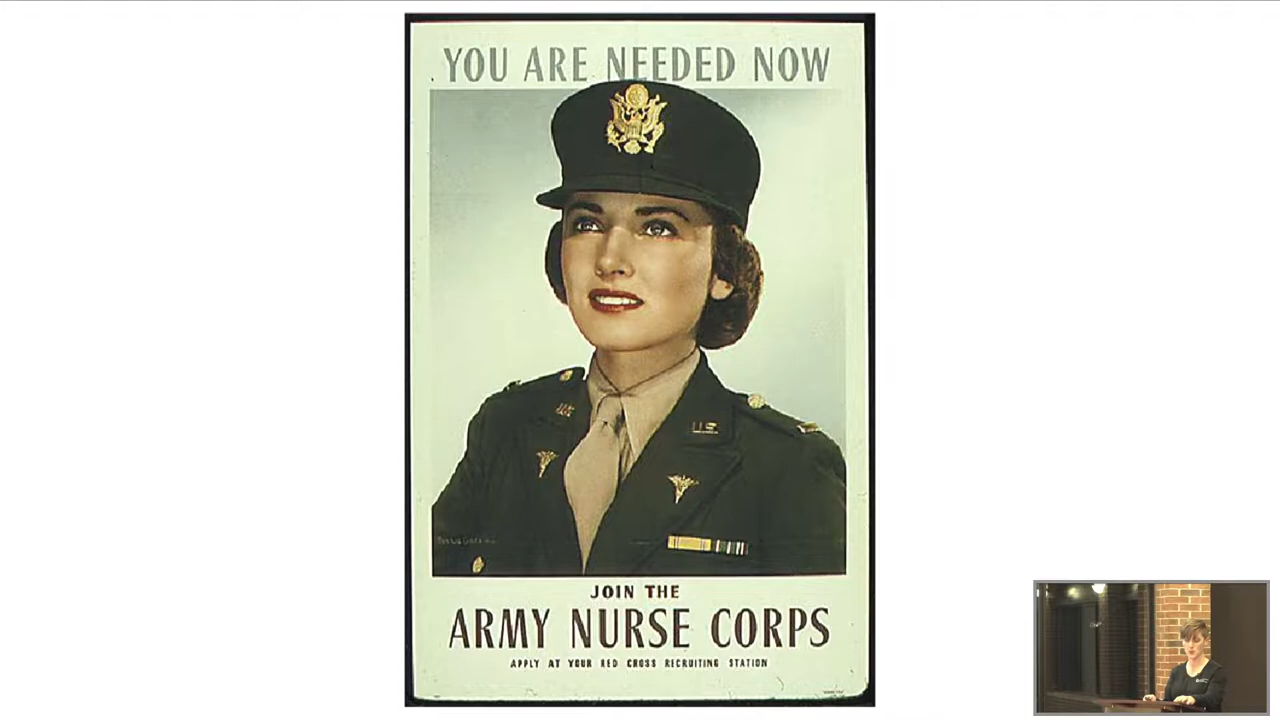 YOU ARE NEEDED NOW
U.S.
U.S.
JOIN THE
ARMY NURSE CORPS
APPLY AT YOUR RED CROSS RECRUITING STATION